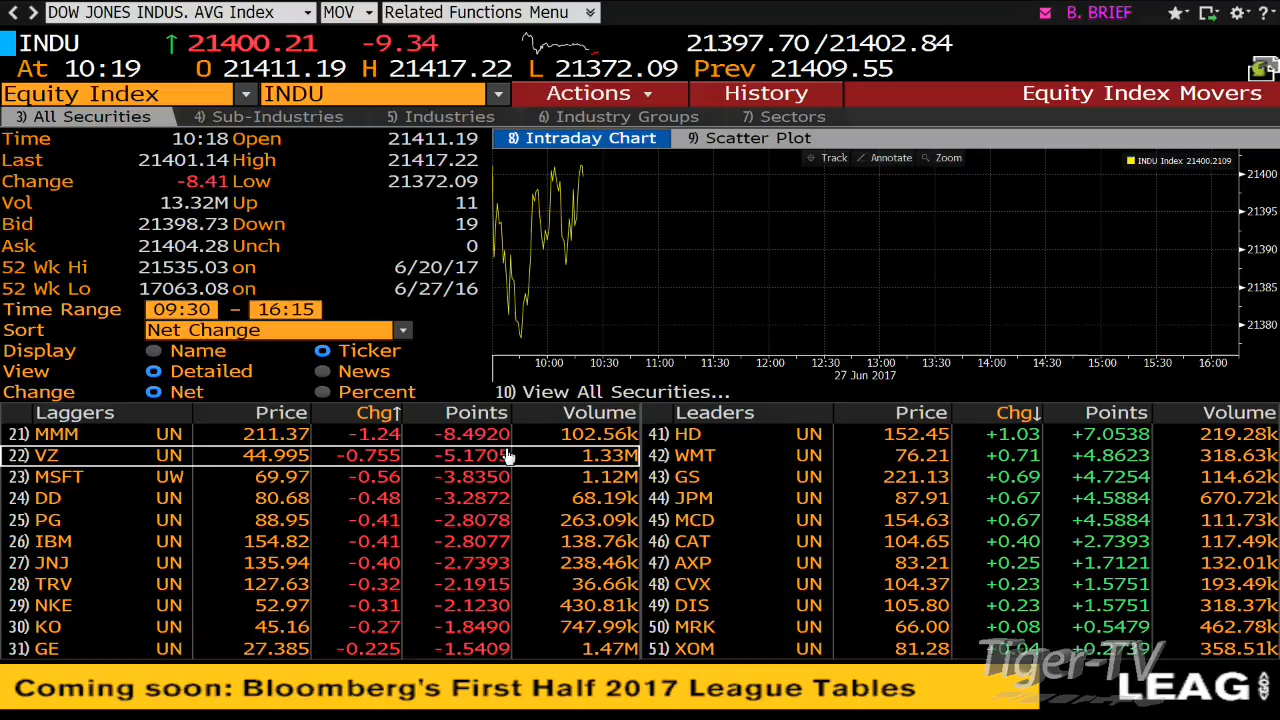 DOW JONES INDUS. AVG Index MOV Related Functions Menu B. BRIEF ?
INDU ↑ 21400.21 -9.34 21397.70 /21402.84
At 10:19 O 21411.19 H 21417.22 L 21372.09 Prev 21409.55
Equity Index INDU Actions History Equity Index Movers
3) All Securities 4) Sub-Industries 5) Industries 6) Industry Groups 7) Sectors
Time 10:18 Open 21411.19
Last 21401.14 High 21417.22
Change -8.41 Low 21372.09
Vol 13.32M Up 11
Bid 21398.73 Down 19
Ask 21404.28 Unch 0
52 Wk Hi 21535.03 on 6/20/17
52 Wk Lo 17063.08 on 6/27/16
Time Range 09:30 – 16:15
Sort Net Change
Display Name Ticker
View Detailed News
Change Net Percent
8) Intraday Chart 9) Scatter Plot
Track Annotate Zoom
INDU Index 21400.2109
21400
21395
21390
21385
21380
10:00 10:30 11:00 11:30 12:00 12:30 13:00 13:30 14:00 14:30 15:00 15:30 16:00
27 Jun 2017
10) View All Securities...
Laggers Price Chg↑ Points Volume
21) MMM UN 211.37 -1.24 -8.4920 102.56k
22) VZ UN 44.995 -0.755 -5.1705 1.33M
23) MSFT UW 69.97 -0.56 -3.8350 1.12M
24) DD UN 80.68 -0.48 -3.2872 68.19k
25) PG UN 88.95 -0.41 -2.8078 263.09k
26) IBM UN 154.82 -0.41 -2.8077 138.76k
27) JNJ UN 135.94 -0.40 -2.7393 238.46k
28) TRV UN 127.63 -0.32 -2.1915 36.66k
29) NKE UN 52.97 -0.31 -2.1230 430.81k
30) KO UN 45.16 -0.27 -1.8490 747.99k
31) GE UN 27.385 -0.225 -1.5409 1.47M
Leaders Price Chg↓ Points Volume
41) HD UN 152.45 +1.03 +7.0538 219.28k
42) WMT UN 76.21 +0.71 +4.8623 318.63k
43) GS UN 221.13 +0.69 +4.7254 114.62k
44) JPM UN 87.91 +0.67 +4.5884 670.72k
45) MCD UN 154.63 +0.67 +4.5884 111.73k
46) CAT UN 104.65 +0.40 +2.7393 117.49k
47) AXP UN 83.21 +0.25 +1.7121 132.01k
48) CVX UN 104.37 +0.23 +1.5751 193.49k
49) DIS UN 105.80 +0.23 +1.5751 318.37k
50) MRK UN 66.00 +0.08 +0.5479 462.78k
51) XOM UN 81.28 +0.04 +0.2739 358.51k
Tiger-TV
Coming soon: Bloomberg's First Half 2017 League Tables LEAG
GO